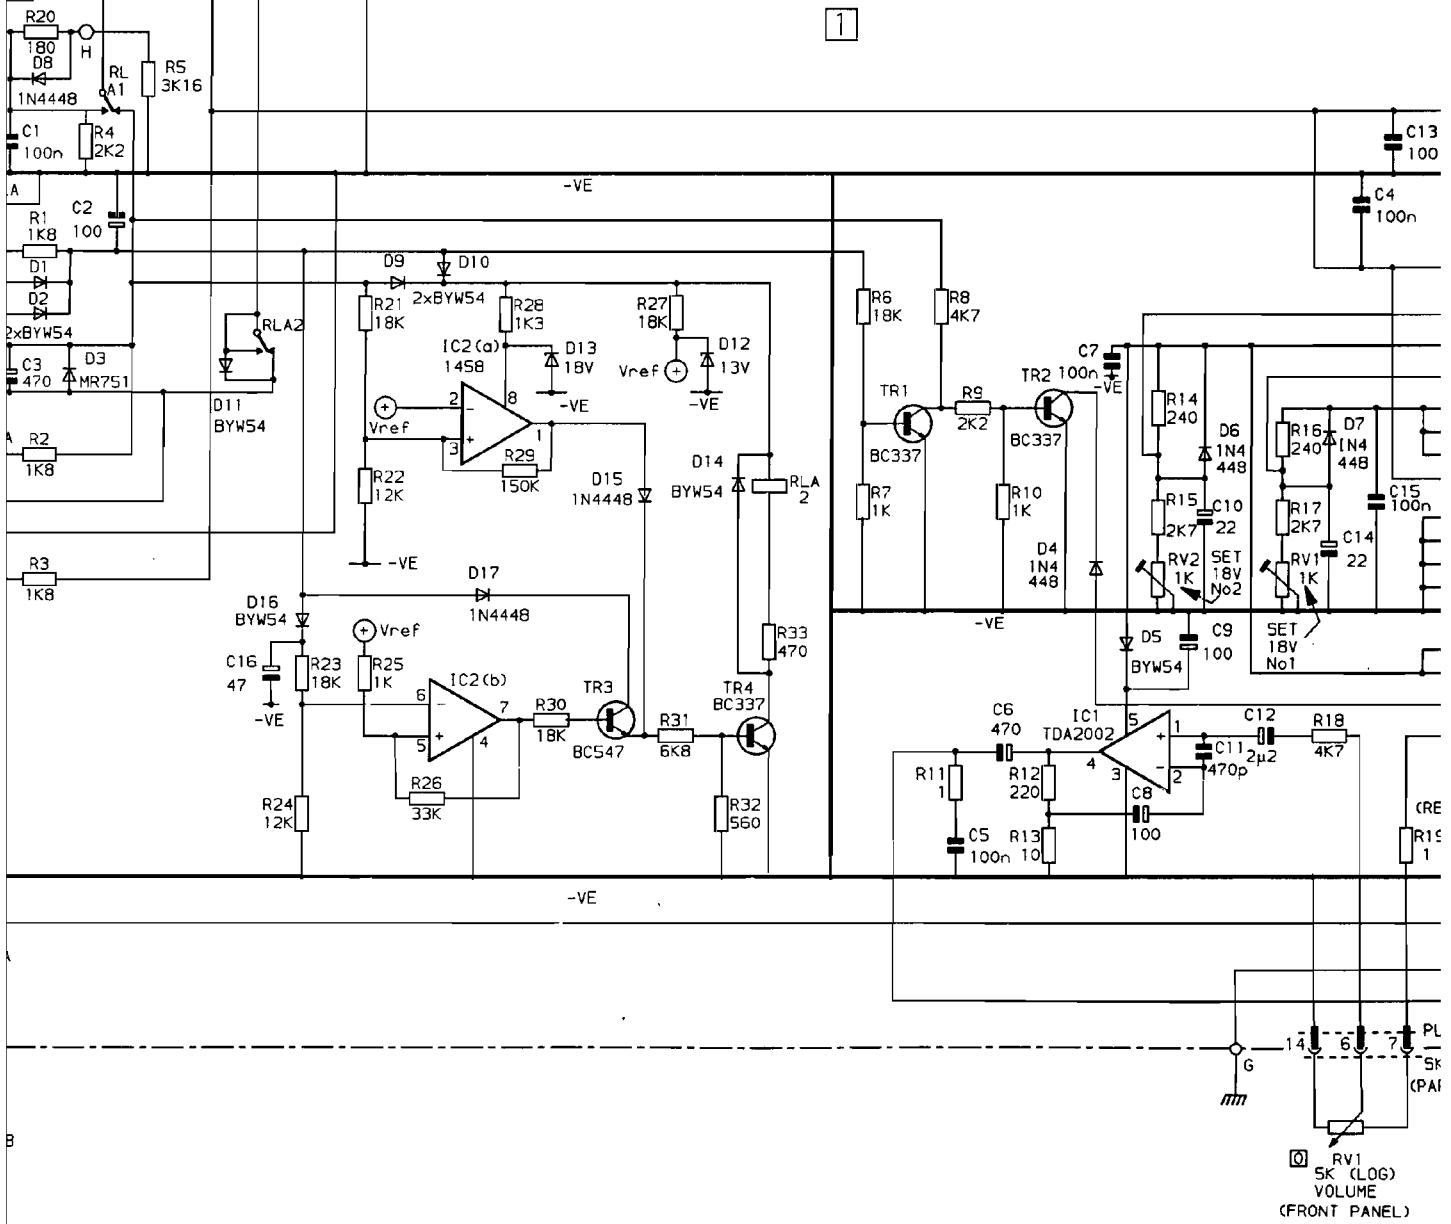 1
R20
180
D8
1N4448
H
RL
A1
R5
3K16
C1
100n
R4
2K2
C13
100
-VE
C4
100n
R1
1K8
C2
100
D1
D2
2xBYW54
C3
470
D3
MR751
RLA2
D11
BYW54
R2
1K8
R3
1K8
D9
D10
2xBYW54
R21
18K
R28
1K3
R27
18K
IC2(a)
1458
D13
18V
-VE
Vref
D12
13V
-VE
Vref
2
3
8
1
R29
150K
R22
12K
-VE
D15
1N4448
D14
BYW54
RLA
2
R6
18K
R8
4K7
TR1
BC337
R9
2K2
TR2
BC337
R7
1K
R10
1K
C7
100n
-VE
R14
240
D6
1N4
448
R16
240
D7
1N4
448
C15
100n
R15
2K7
C10
22
R17
2K7
C14
22
D4
1N4
448
RV2
1K
SET
18V
No2
RV1
1K
SET
18V
No1
-VE
D17
1N4448
D16
BYW54
C16
47
-VE
R23
18K
Vref
R25
1K
IC2(b)
6
5
7
4
R30
18K
TR3
BC547
R31
6K8
TR4
BC337
R33
470
R26
33K
R24
12K
R32
560
D5
BYW54
C9
100
C6
470
IC1
TDA2002
5
1
4
3
2
C12
2µ2
C11
470p
R18
4K7
R11
1
R12
220
C8
100
C5
100n
R13
10
(RE
R19
1
-VE
PL
14
6
7
G
SK
(PAR
0
RV1
5K (LOG)
VOLUME
(FRONT PANEL)